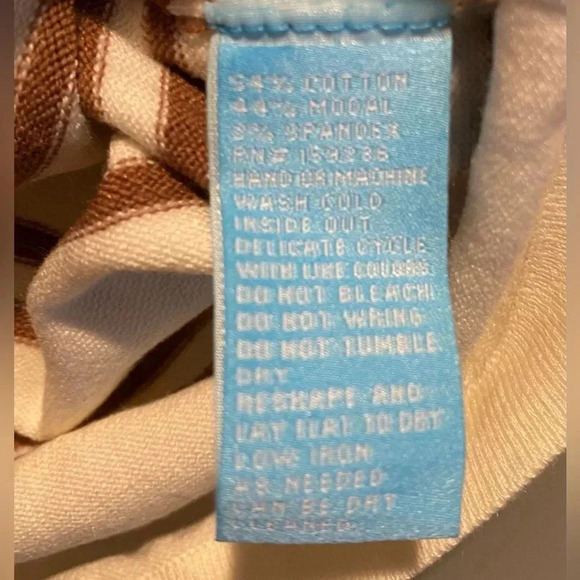 54% COTTON
44% MODAL
2% SPANDEX
RN# 159236
HAND OR MACHINE
WASH COLD
INSIDE OUT
DELICATE CYCLE
WITH LIKE COLORS
DO NOT BLEACH
DO NOT WRING
DO NOT TUMBLE
DRY
RESHAPE AND
LAY FLAT TO DRY
LOW IRON
AS NEEDED
CAN BE DRY
CLEANED